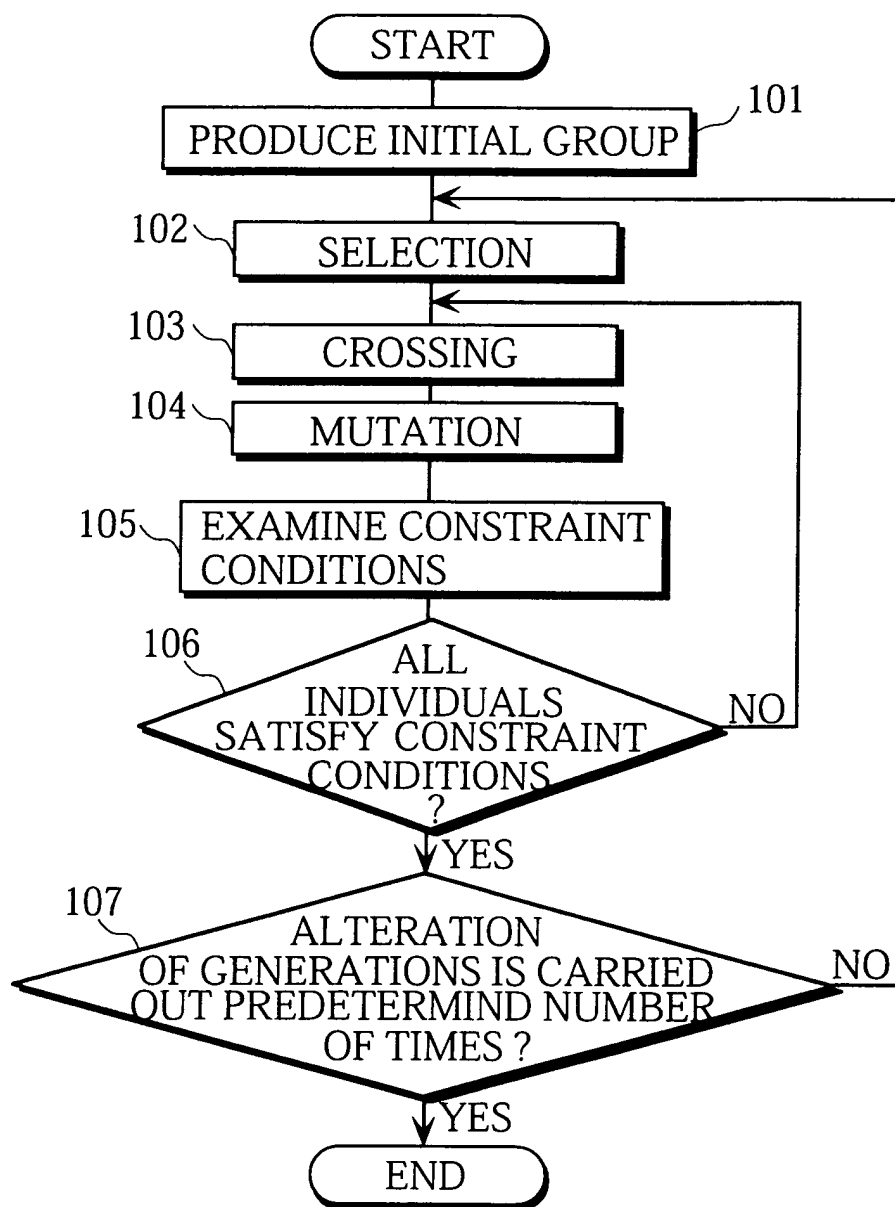 START
101
PRODUCE INITIAL GROUP
102
SELECTION
103
CROSSING
104
MUTATION
105
EXAMINE CONSTRAINT
CONDITIONS
106
ALL
INDIVIDUALS
SATISFY CONSTRAINT
CONDITIONS
?
NO
YES
107
ALTERATION
OF GENERATIONS IS CARRIED
OUT PREDETERMIND NUMBER
OF TIMES ?
NO
YES
END